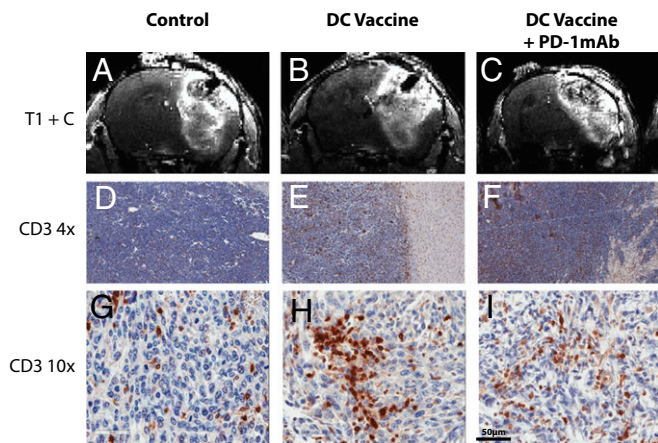 Control
DC Vaccine
DC Vaccine
+ PD-1mAb
T1 + C
A
B
C
CD3 4x
D
E
F
CD3 10x
G
H
I
50μm